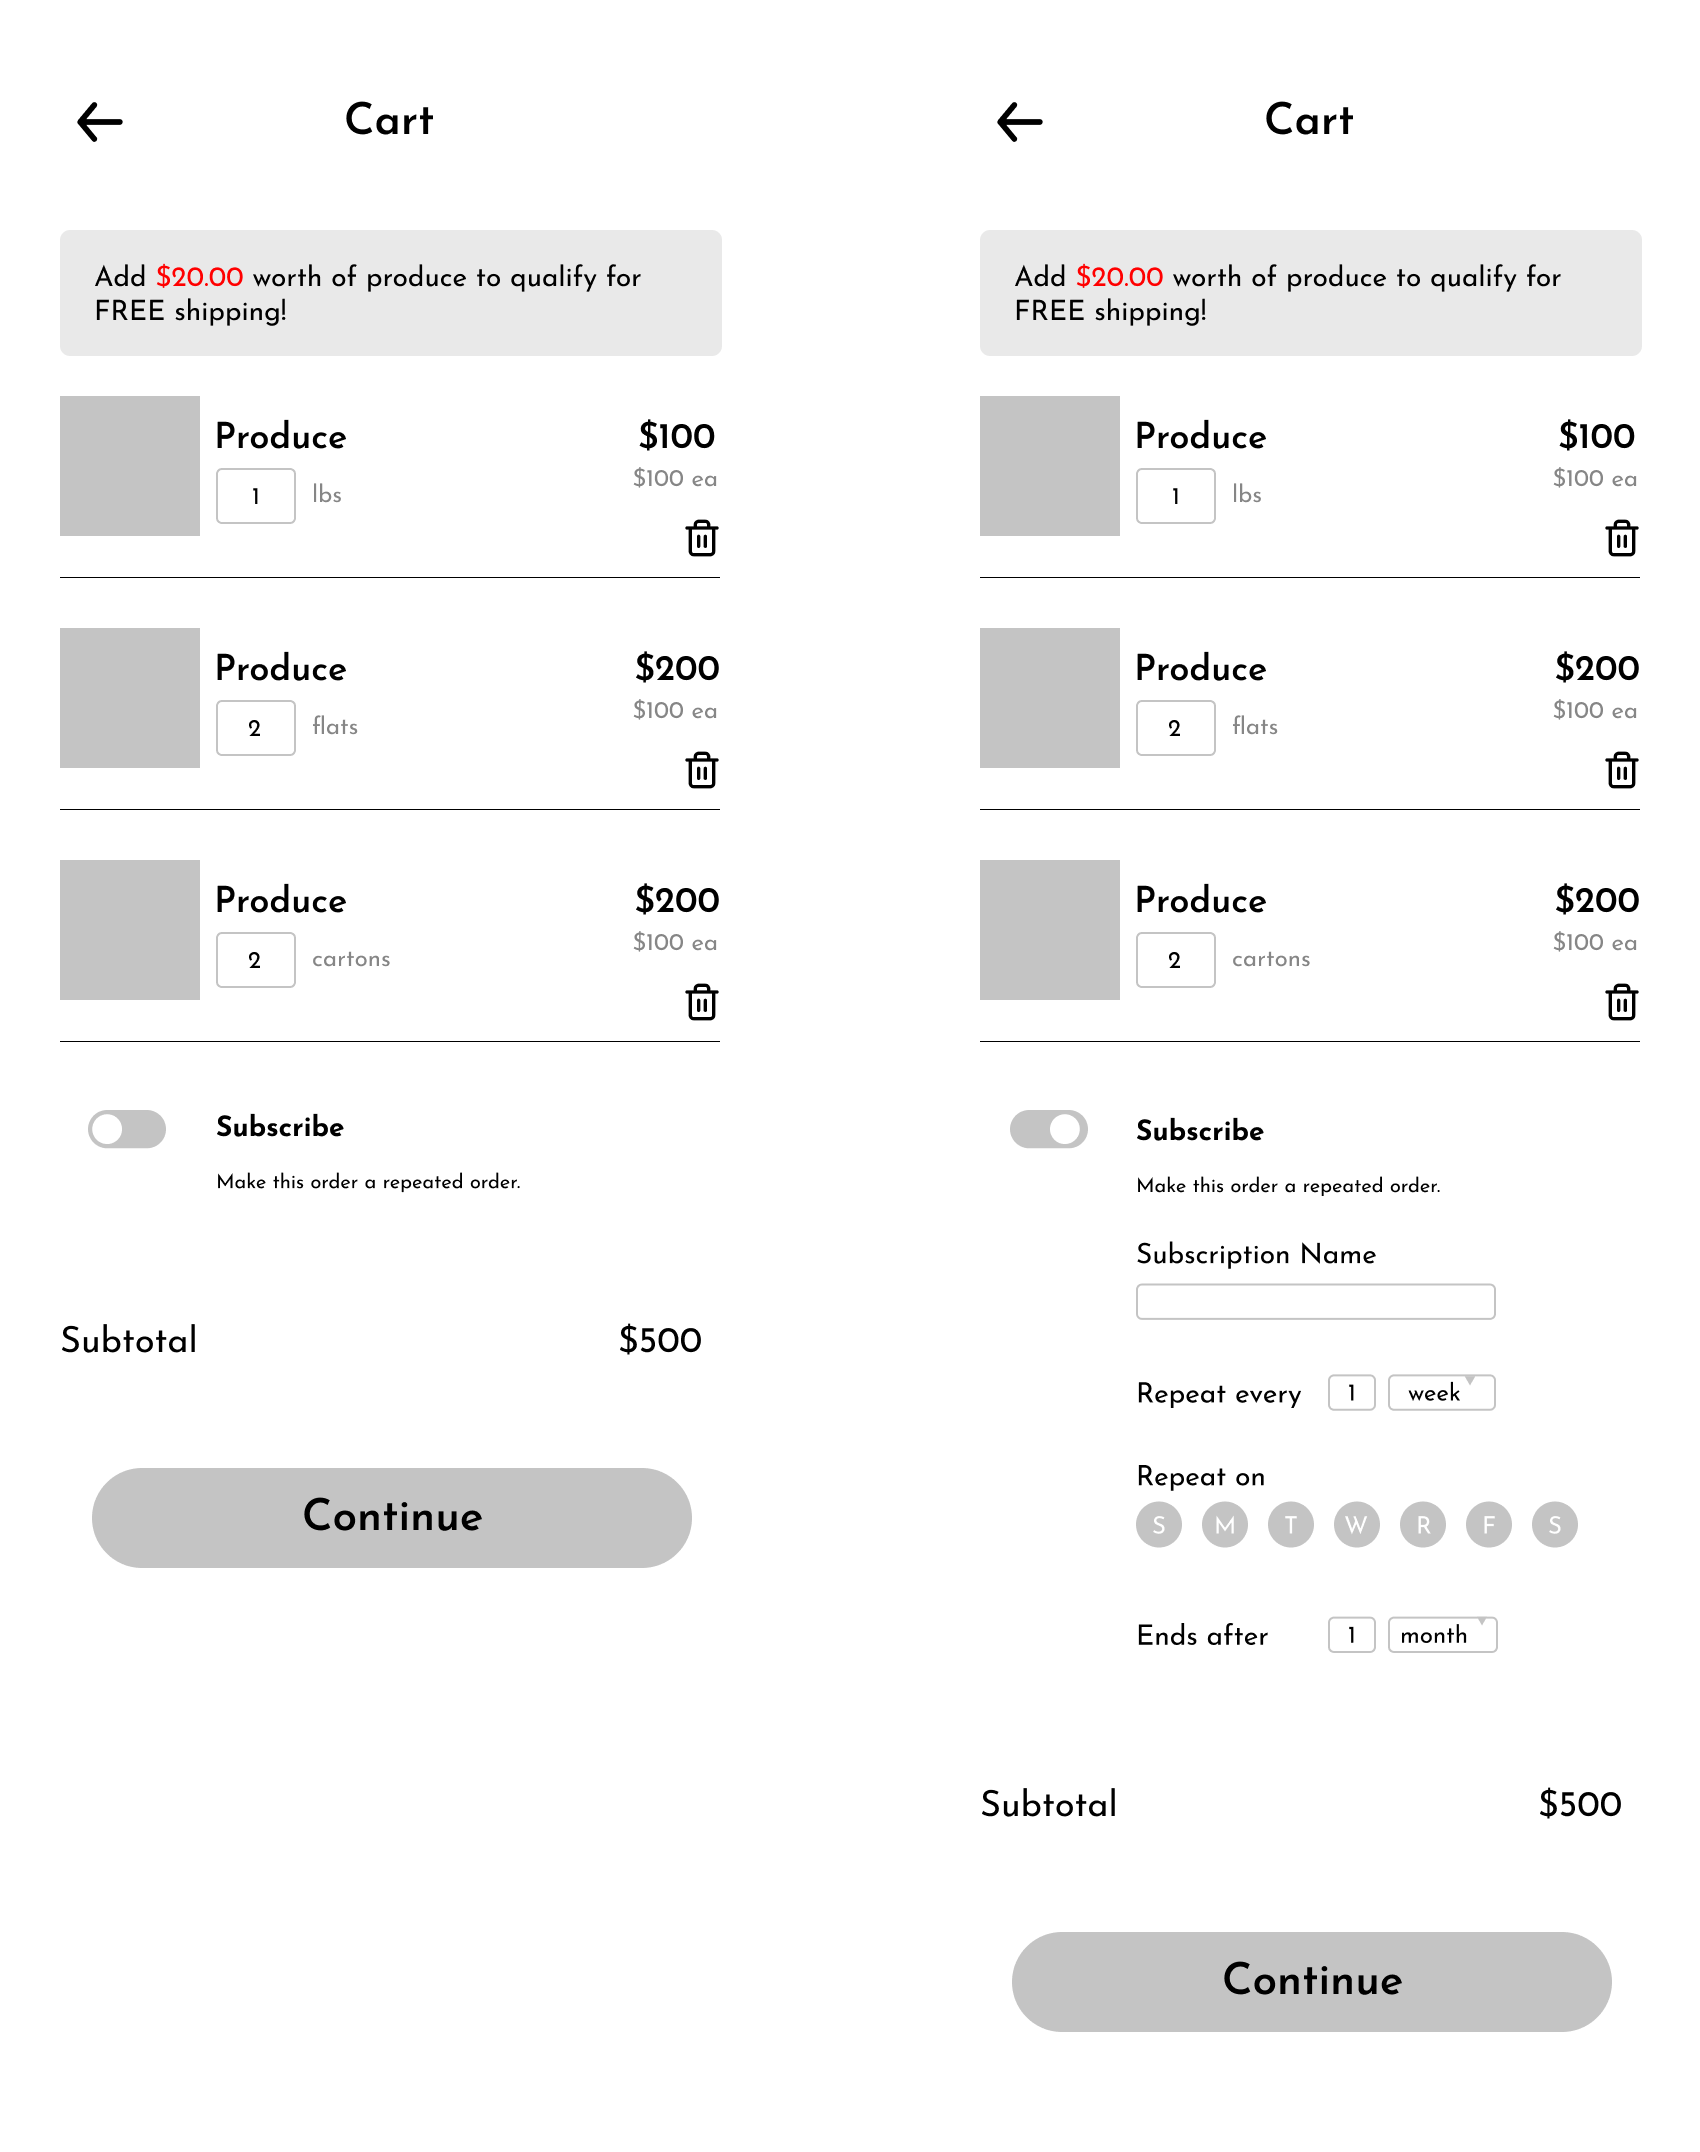 Cart
Add $20.00 worth of produce to qualify for
FREE shipping!
Produce
$100
1 lbs
$100 ea
Produce
$200
2 flats
$100 ea
Produce
$200
2 cartons
$100 ea
Subscribe
Make this order a repeated order.
Subtotal
$500
Continue
Cart
Add $20.00 worth of produce to qualify for
FREE shipping!
Produce
$100
1 lbs
$100 ea
Produce
$200
2 flats
$100 ea
Produce
$200
2 cartons
$100 ea
Subscribe
Make this order a repeated order.
Subscription Name
Repeat every 1 week
Repeat on
S M T W R F S
Ends after 1 month
Subtotal
$500
Continue